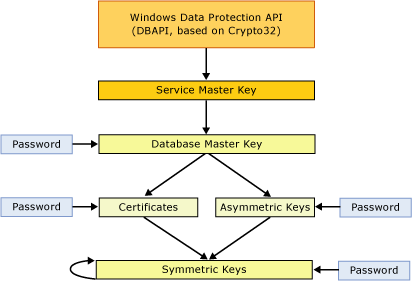 Windows Data Protection API
(DBAPI, based on Crypto32)
Service Master Key
Password
Database Master Key
Password
Certificates
Asymmetric Keys
Password
Symmetric Keys
Password